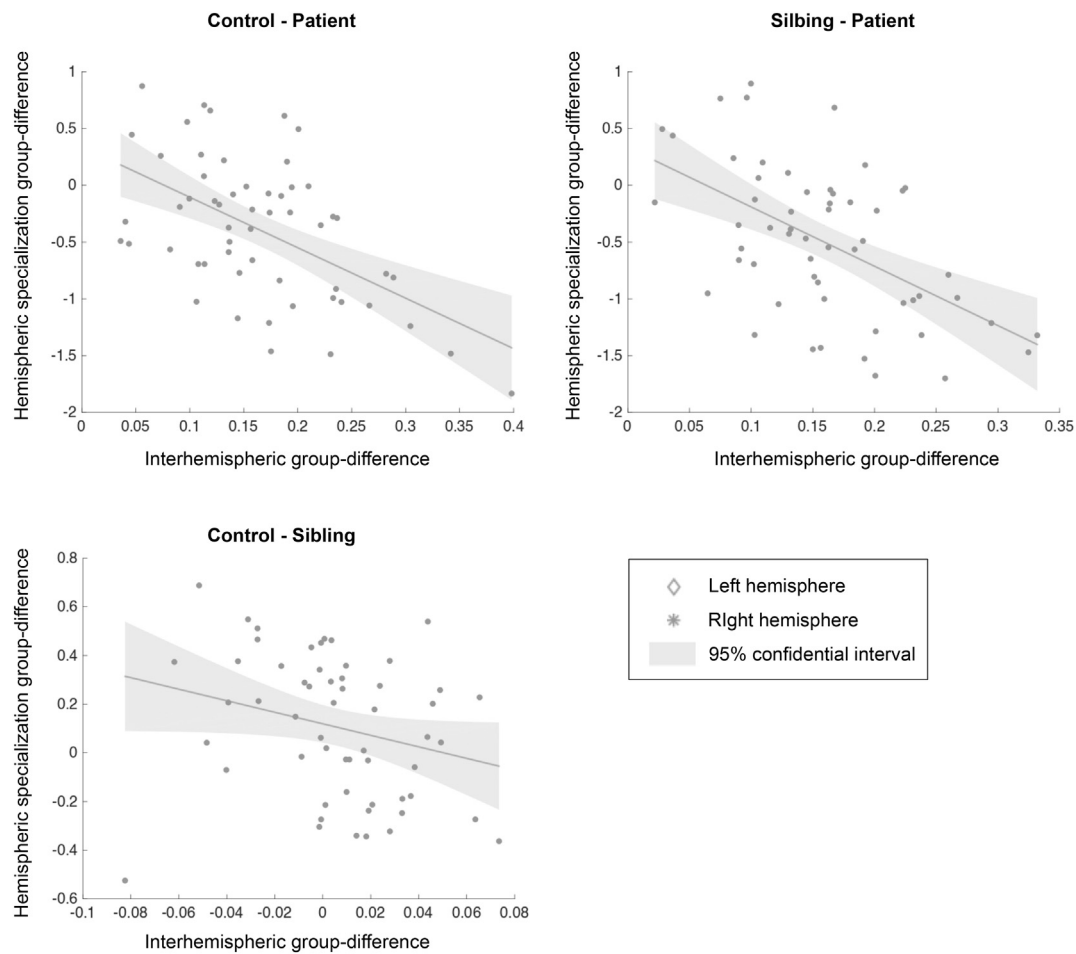 Control - Patient
Hemispheric specialization group-difference
1
0.5
0
-0.5
-1
-1.5
-2
0 0.05 0.1 0.15 0.2 0.25 0.3 0.35 0.4
Interhemispheric group-difference
Silbing - Patient
Hemispheric specialization group-difference
1
0.5
0
-0.5
-1
-1.5
-2
0 0.05 0.1 0.15 0.2 0.25 0.3 0.35
Interhemispheric group-difference
Control - Sibling
Hemispheric specialization group-difference
0.8
0.6
0.4
0.2
0
-0.2
-0.4
-0.6
-0.1 -0.08 -0.06 -0.04 -0.02 0 0.02 0.04 0.06 0.08
Interhemispheric group-difference
Left hemisphere
RIght hemisphere
95% confidential interval